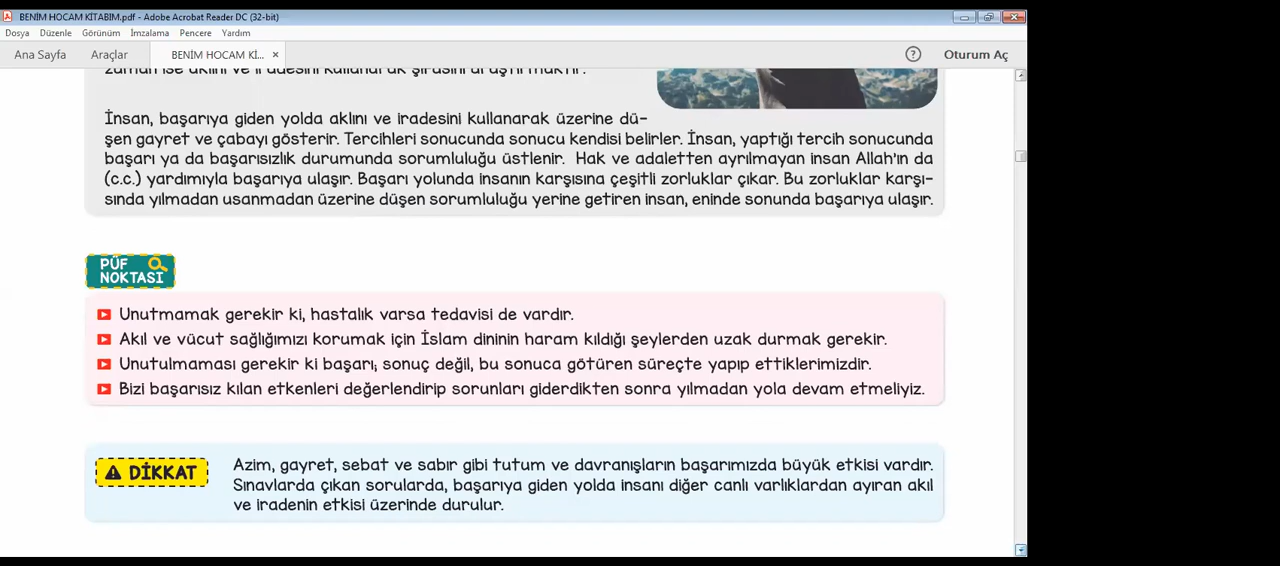 BENİM HOCAM KİTABIM.pdf - Adobe Acrobat Reader DC (32-bit)
Dosya Düzenle Görünüm İmzalama Pencere Yardım
Ana Sayfa Araçlar BENİM HOCAM Kİ... × ? Oturum Aç
zaman ise aklını ve iradesini kullanarak şifasını araştırmaktır.
İnsan, başarıya giden yolda aklını ve iradesini kullanarak üzerine dü-
şen gayret ve çabayı gösterir. Tercihleri sonucunda sonucu kendisi belirler. İnsan, yaptığı tercih sonucunda
başarı ya da başarısızlık durumunda sorumluluğu üstlenir. Hak ve adaletten ayrılmayan insan Allah'ın da
(c.c.) yardımıyla başarıya ulaşır. Başarı yolunda insanın karşısına çeşitli zorluklar çıkar. Bu zorluklar karşı-
sında yılmadan usanmadan üzerine düşen sorumluluğu yerine getiren insan, eninde sonunda başarıya ulaşır.
PÜF
NOKTASI
Unutmamak gerekir ki, hastalık varsa tedavisi de vardır.
Akıl ve vücut sağlığımızı korumak için İslam dininin haram kıldığı şeylerden uzak durmak gerekir.
Unutulmaması gerekir ki başarı; sonuç değil, bu sonuca götüren süreçte yapıp ettiklerimizdir.
Bizi başarısız kılan etkenleri değerlendirip sorunları giderdikten sonra yılmadan yola devam etmeliyiz.
DİKKAT
Azim, gayret, sebat ve sabır gibi tutum ve davranışların başarımızda büyük etkisi vardır.
Sınavlarda çıkan sorularda, başarıya giden yolda insanı diğer canlı varlıklardan ayıran akıl
ve iradenin etkisi üzerinde durulur.